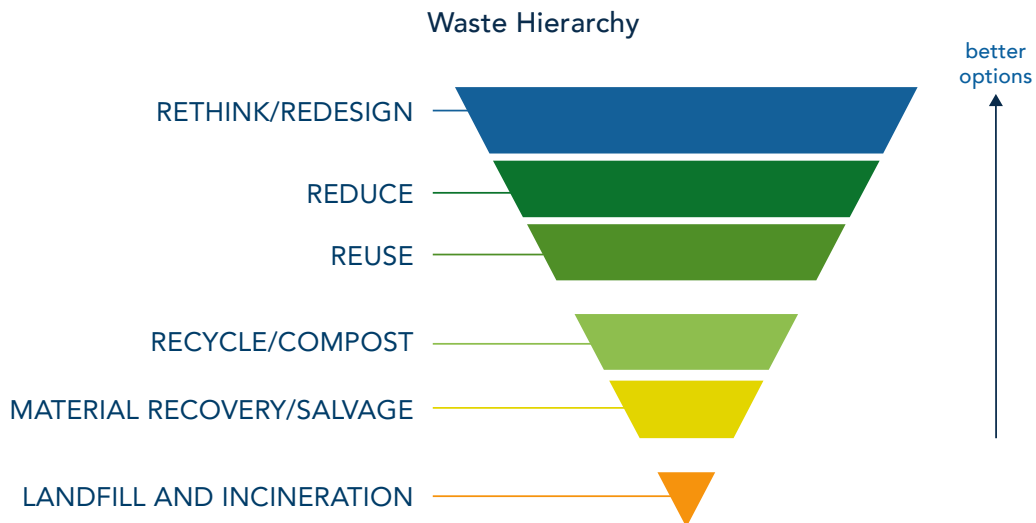 Waste Hierarchy
better
options
RETHINK/REDESIGN
REDUCE
REUSE
RECYCLE/COMPOST
MATERIAL RECOVERY/SALVAGE
LANDFILL AND INCINERATION